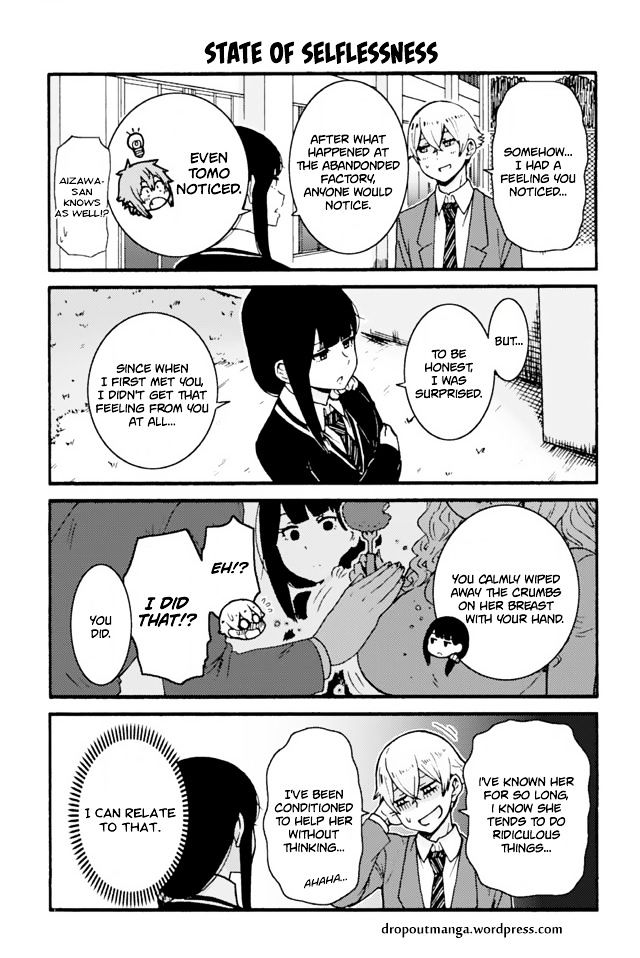 STATE OF SELFLESSNESS
SOMEHOW...
I HAD A
FEELING YOU
NOTICED...
AFTER WHAT
HAPPENED AT
THE ABANDONDED
FACTORY,
ANYONE WOULD
NOTICE.
EVEN
TOMO
NOTICED.
AIZAWA-
SAN
KNOWS
AS WELL!?
BUT...
TO BE
HONEST,
I WAS
SURPRISED.
SINCE WHEN
I FIRST MET YOU,
I DIDN'T GET THAT
FEELING FROM YOU
AT ALL...
YOU CALMLY WIPED
AWAY THE CRUMBS
ON HER BREAST
WITH YOUR HAND.
EH!?
I DID
THAT!?
YOU
DID.
I'VE KNOWN HER
FOR SO LONG,
I KNOW SHE
TENDS TO DO
RIDICULOUS
THINGS...
I'VE BEEN
CONDITIONED
TO HELP HER
WITHOUT
THINKING...
AHAHA...
I CAN RELATE
TO THAT.
dropoutmanga.wordpress.com